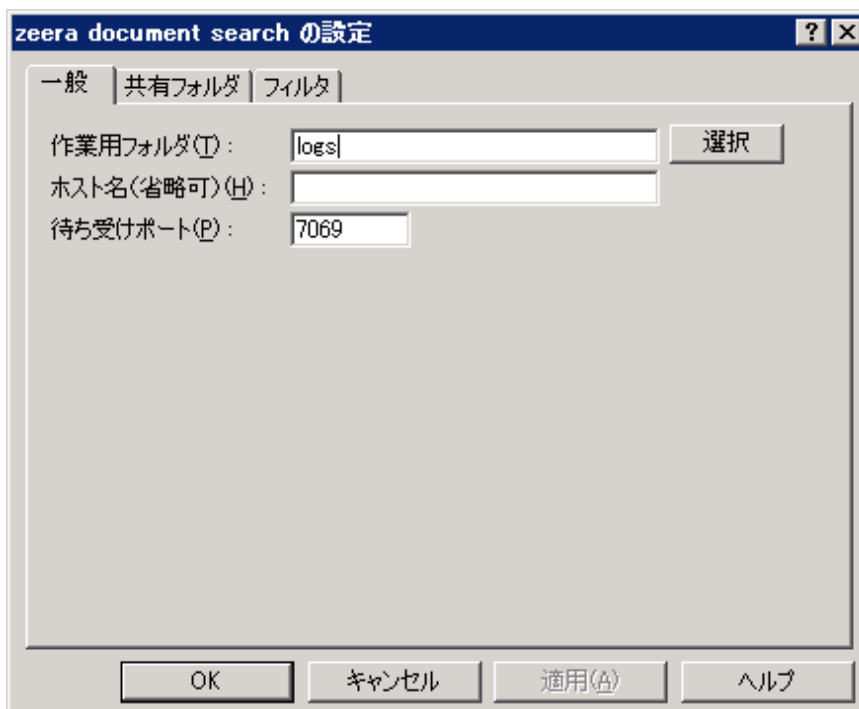 zeera document search の設定
一般 共有フォルダ フィルタ
作業用フォルダ(T): logs 選択
ホスト名(省略可)(H):
待ち受けポート(P): 7069
OK キャンセル 適用(A) ヘルプ